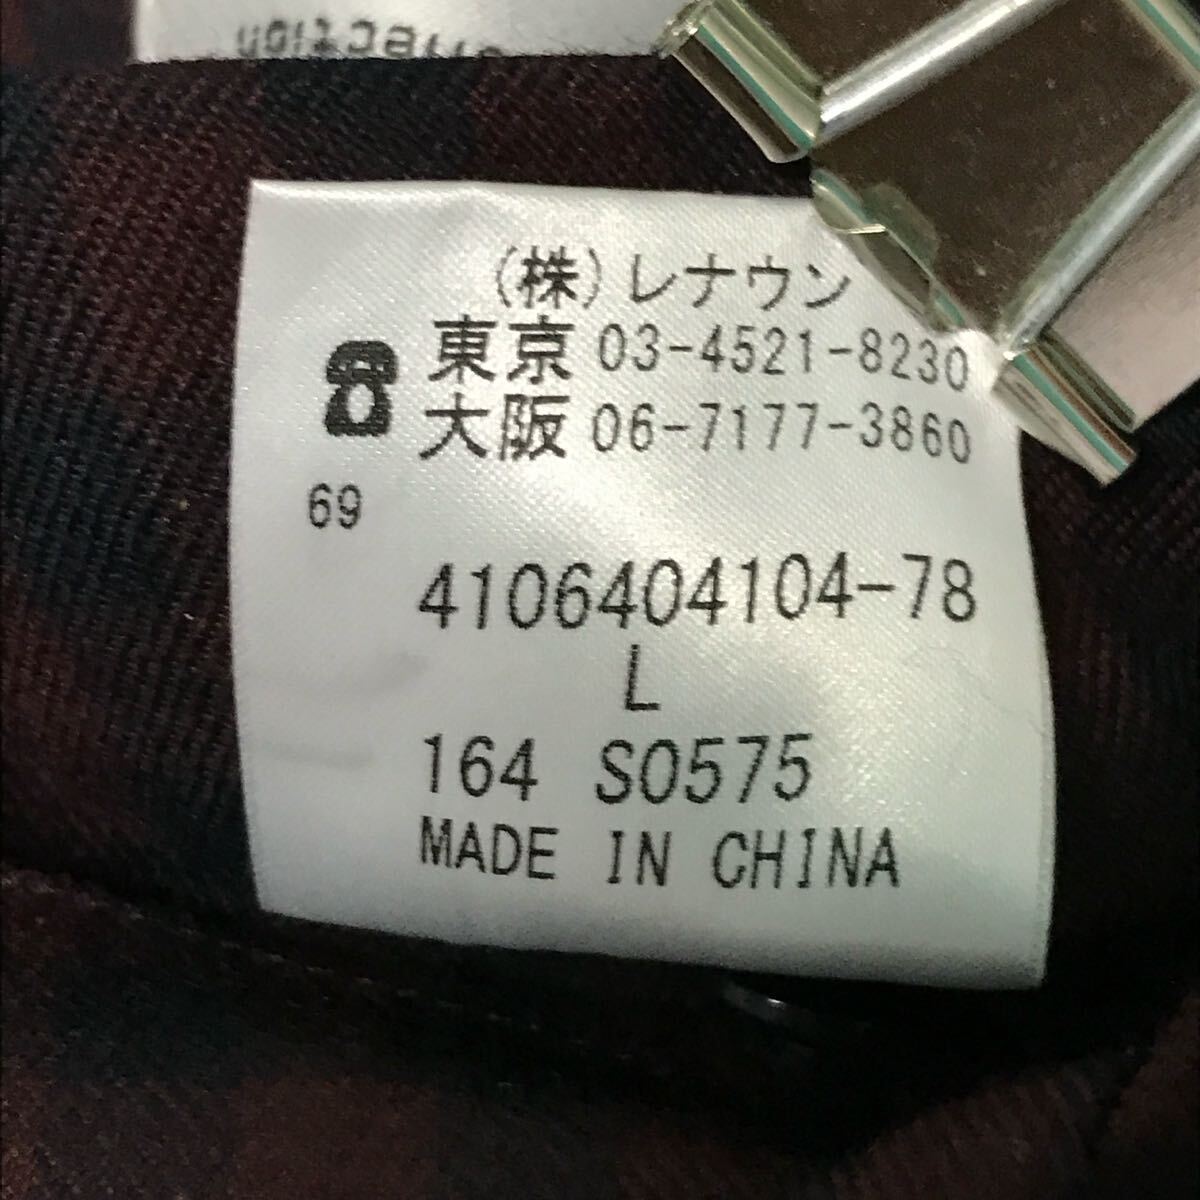 (株)レナウン
☎ 東京 03-4521-8230
大阪 06-7177-3860
69
4106404104-78
L
164 S0575
MADE IN CHINA